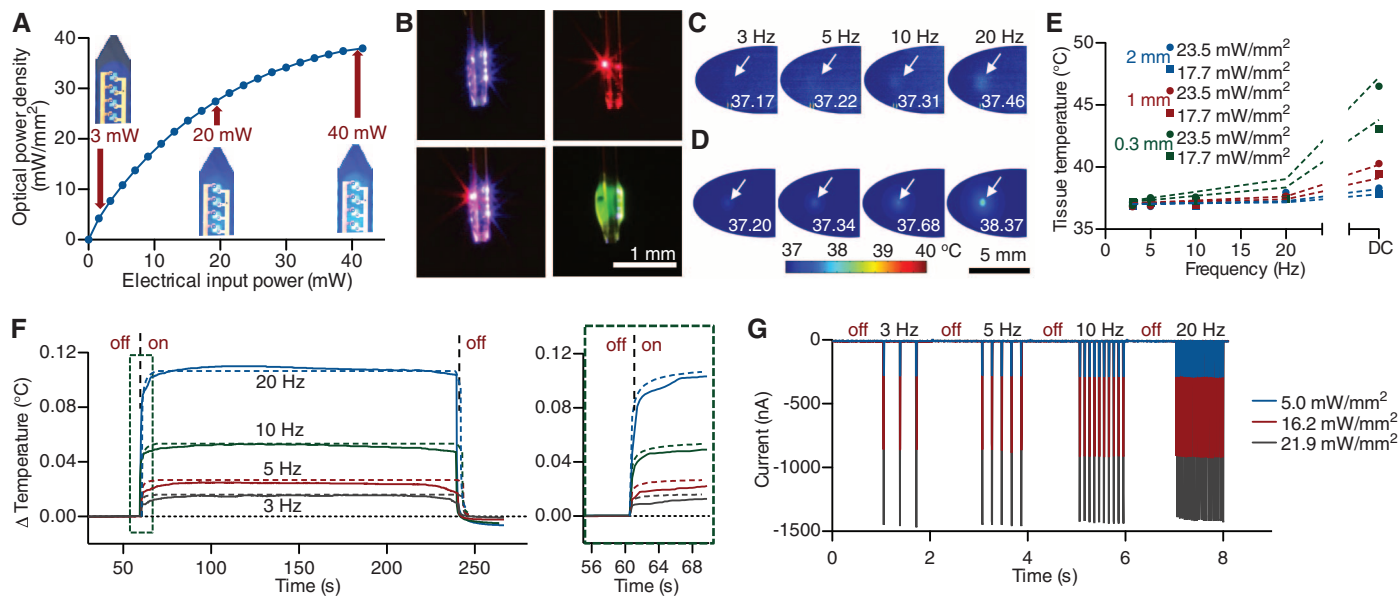 A
Optical power density
(mW/mm²)
40
30
20
10
0
3 mW
20 mW
40 mW
0 10 20 30 40
Electrical input power (mW)
B
1 mm
C
3 Hz 5 Hz 10 Hz 20 Hz
37.17 37.22 37.31 37.46
D
37.20 37.34 37.68 38.37
37 38 39 40 °C
5 mm
E
Tissue temperature (°C)
50
45
40
35
2 mm 23.5 mW/mm²
17.7 mW/mm²
1 mm 23.5 mW/mm²
17.7 mW/mm²
0.3 mm 23.5 mW/mm²
17.7 mW/mm²
0 5 10 15 20 DC
Frequency (Hz)
F
Δ Temperature (°C)
0.12
0.08
0.04
0.00
off on off
20 Hz
10 Hz
5 Hz
3 Hz
50 100 150 200 250
Time (s)
off on
0.12
0.08
0.04
0.00
56 60 64 68
Time (s)
G
Current (nA)
off 3 Hz off 5 Hz off 10 Hz off 20 Hz
0
-500
-1000
-1500
0 2 4 6 8
Time (s)
5.0 mW/mm²
16.2 mW/mm²
21.9 mW/mm²